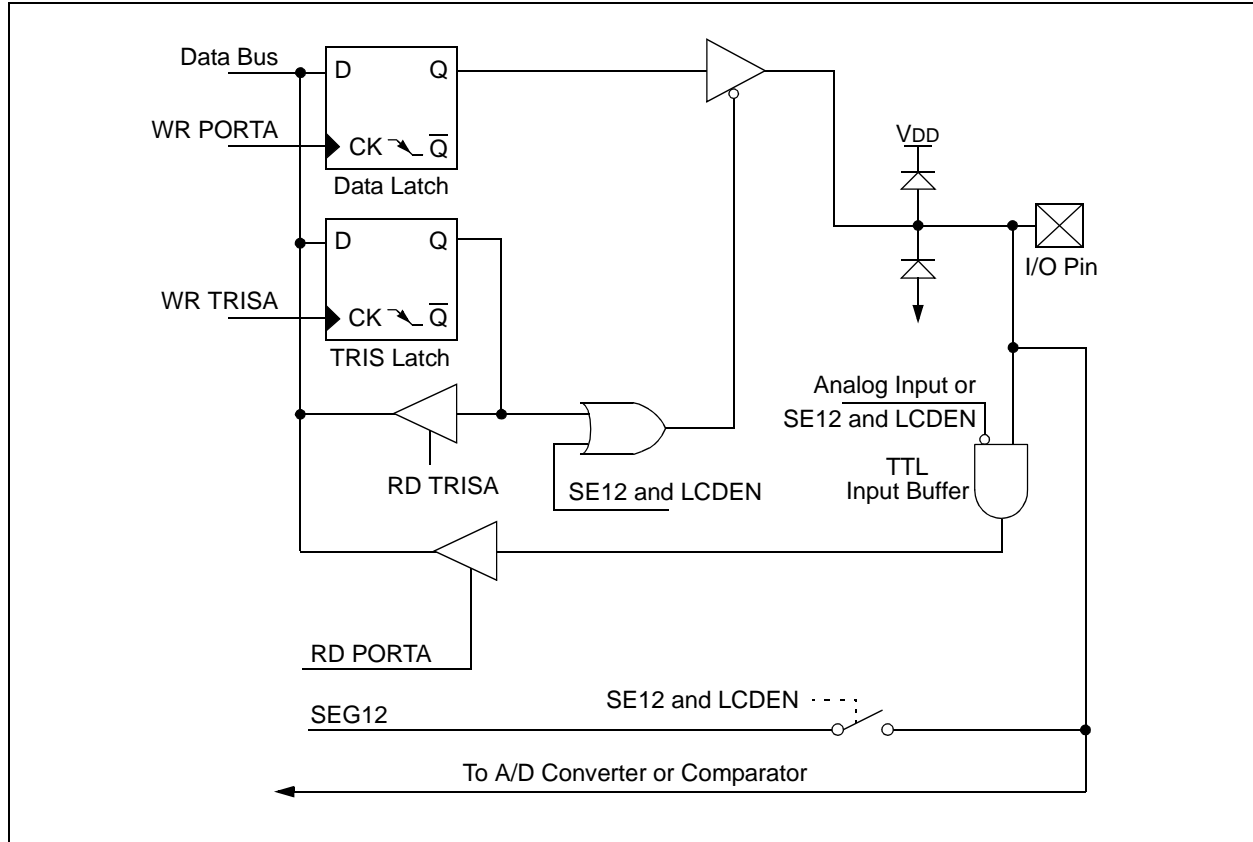 Data Bus
D Q
WR PORTA
CK Q̅
Data Latch
VDD
D Q
I/O Pin
WR TRISA
CK Q̅
TRIS Latch
Analog Input or
SE12 and LCDEN
TTL
Input Buffer
RD TRISA
SE12 and LCDEN
RD PORTA
SE12 and LCDEN
SEG12
To A/D Converter or Comparator